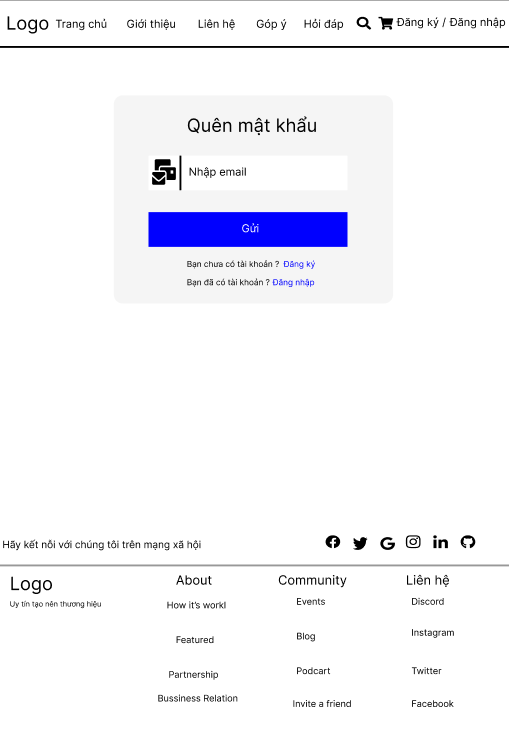 Logo Trang chủ Giới thiệu Liên hệ Góp ý Hỏi đáp Đăng ký / Đăng nhập
Quên mật khẩu
Nhập email
Gửi
Bạn chưa có tài khoản ? Đăng ký
Bạn đã có tài khoản ? Đăng nhập
Hãy kết nối với chúng tôi trên mạng xã hội
Logo About Community Liên hệ
Uy tín tạo nên thương hiệu How it's workl Events Discord
Featured Blog Instagram
Partnership Podcart Twitter
Bussiness Relation Invite a friend Facebook